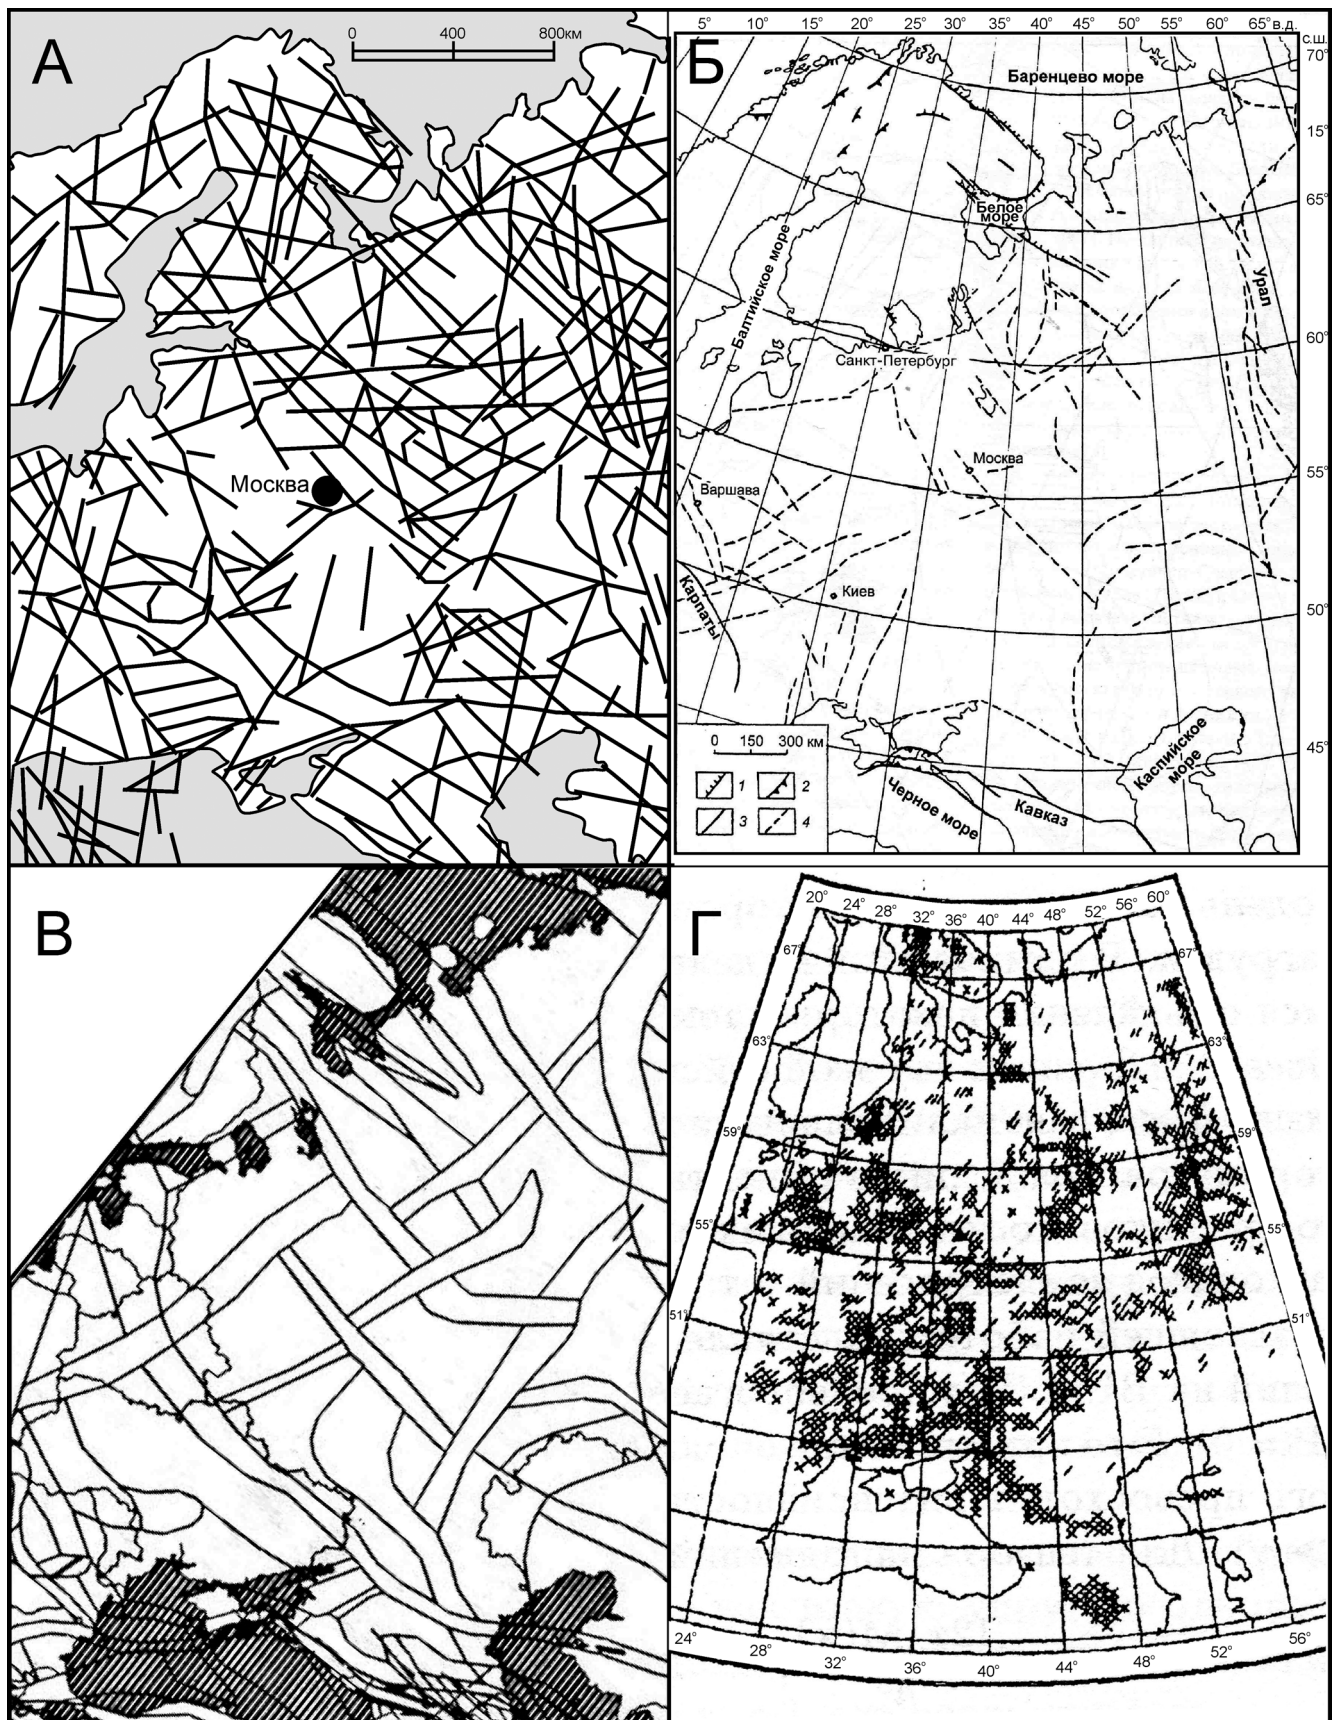 А
0 400 800км
Москва
Б
5° 10° 15° 20° 25° 30° 35° 40° 45° 50° 55° 60° 65° в.д.
с.ш.
70°
Баренцево море
15°
65°
Белое
море
Балтийское море
Урал
60°
Санкт-Петербург
Москва
55°
Варшава
Киев
Карпаты
50°
0 150 300 км
1 2
3 4
45°
Каспийское
море
Черное море
Кавказ
В
Г
20° 24° 28° 32° 36° 40° 44° 48° 52° 56° 60°
67° 67°
63° 63°
59° 59°
55° 55°
51° 51°
24° 28° 32° 36° 40° 44° 48° 52° 56°